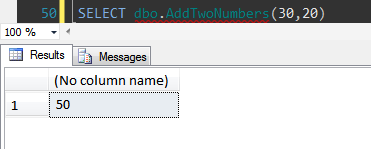 50 SELECT dbo.AddTwoNumbers(30,20)
100 %
Results Messages
(No column name)
1 50